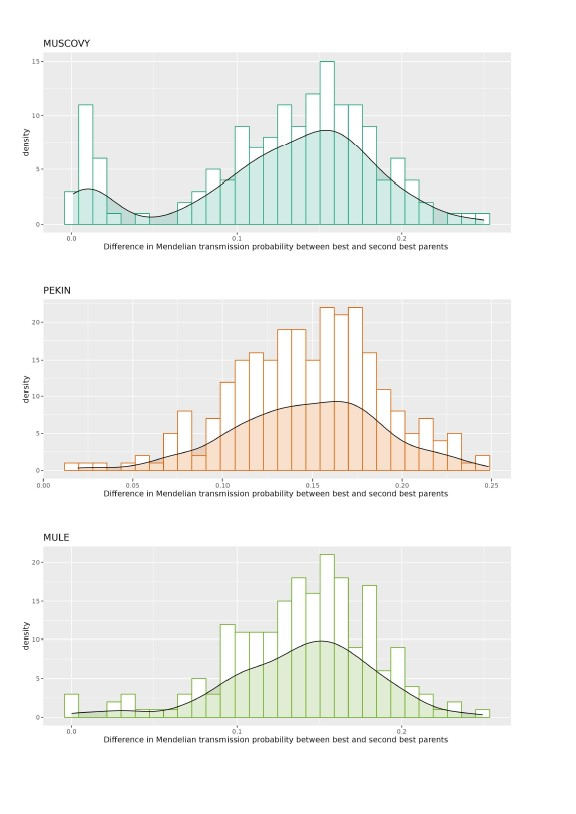 MUSCOVY
15
10
5
0
density
0.0 0.1 0.2
Difference in Mendelian transmission probability between best and second best parents
PEKIN
20
15
10
5
0
density
0.00 0.05 0.10 0.15 0.20 0.25
Difference in Mendelian transmission probability between best and second best parents
MULE
20
15
10
5
0
density
0.0 0.1 0.2
Difference in Mendelian transmission probability between best and second best parents